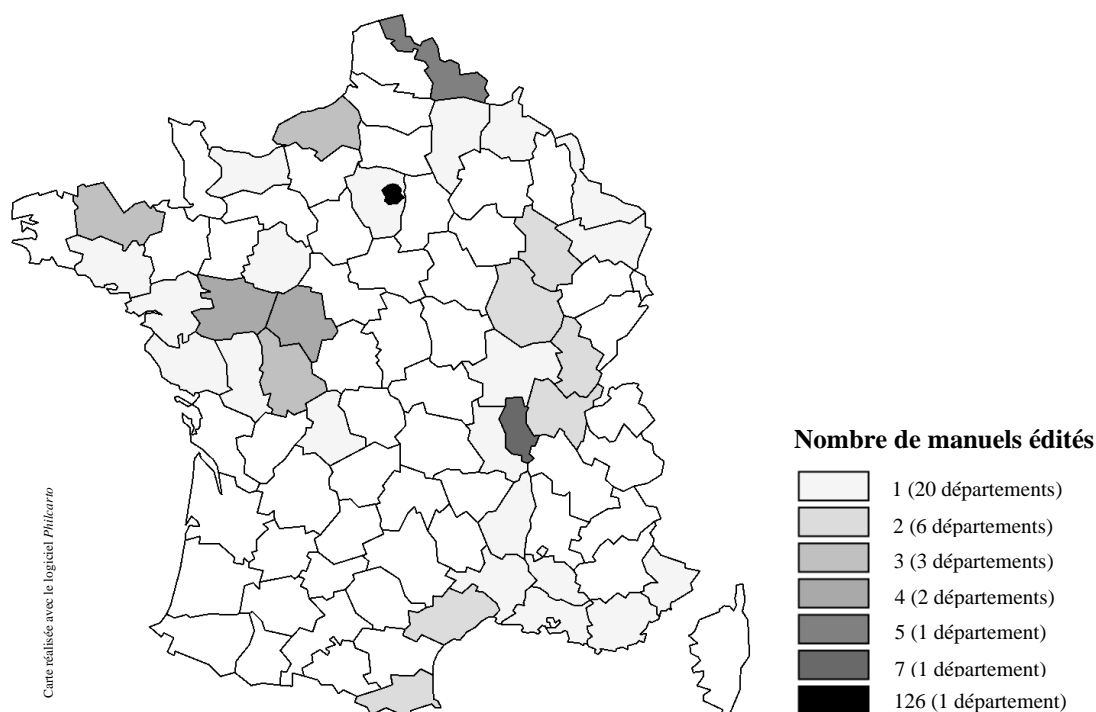 Nombre de manuels édités
1 (20 départements)
2 (6 départements)
3 (3 départements)
4 (2 départements)
5 (1 département)
7 (1 département)
126 (1 département)
Carte réalisée avec le logiciel Philcarto